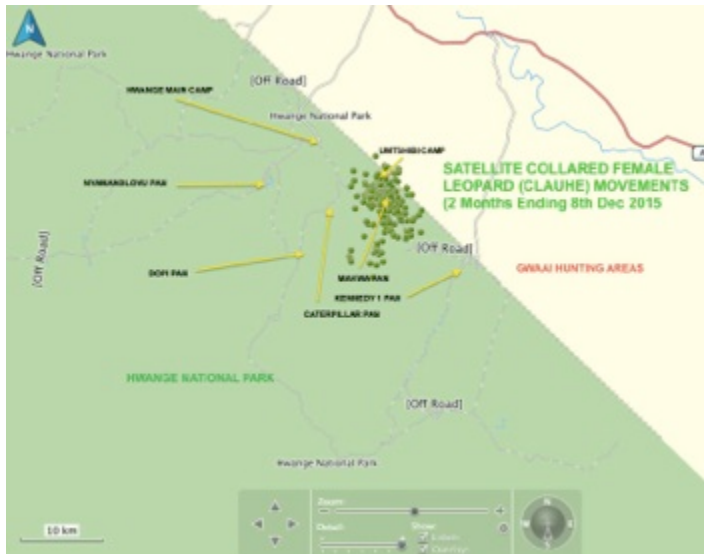 Hwange National Park
[Off Road]
HWANGE MAIN CAMP
Hwange National Park
UMTSHIBI CAMP
SATELLITE COLLARED FEMALE
LEOPARD (CLAUHE) MOVEMENTS
(2 Months Ending 8th Dec 2015
NYAMANDLOVU PAN
[Off Road]
[Off Road]
GWAAI HUNTING AREAS
DOPI PAN
MAKWA PAN
KENNEDY 1 PAN
CATERPILLAR PAN
HWANGE NATIONAL PARK
[Off Road]
Hwange National Park
Zoom:
Detail:
Show:
Labels
10 km
N
W
E
S